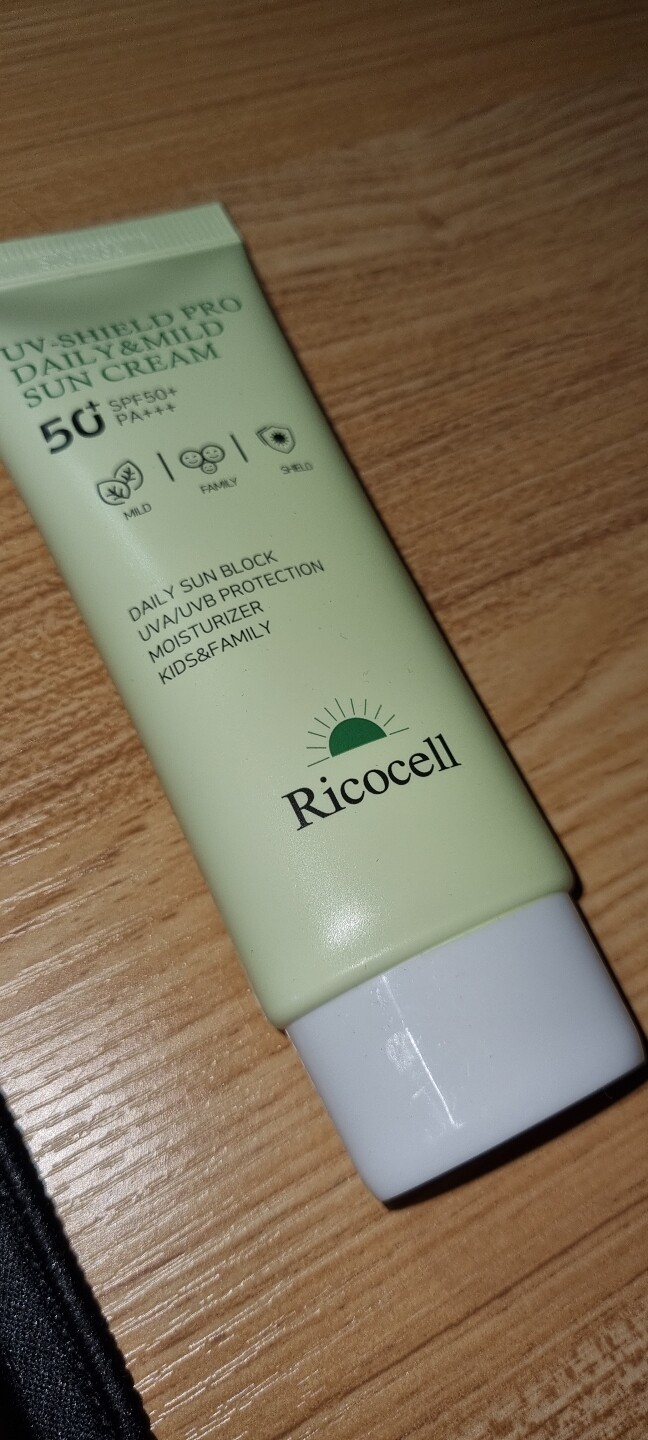 UV-SHIELD PRO
DAILY&MILD
SUN CREAM
50+ SPF50+
PA+++
MILD
FAMILY
SHIELD
DAILY SUN BLOCK
UVA/UVB PROTECTION
MOISTURIZER
KIDS&FAMILY
Ricocell